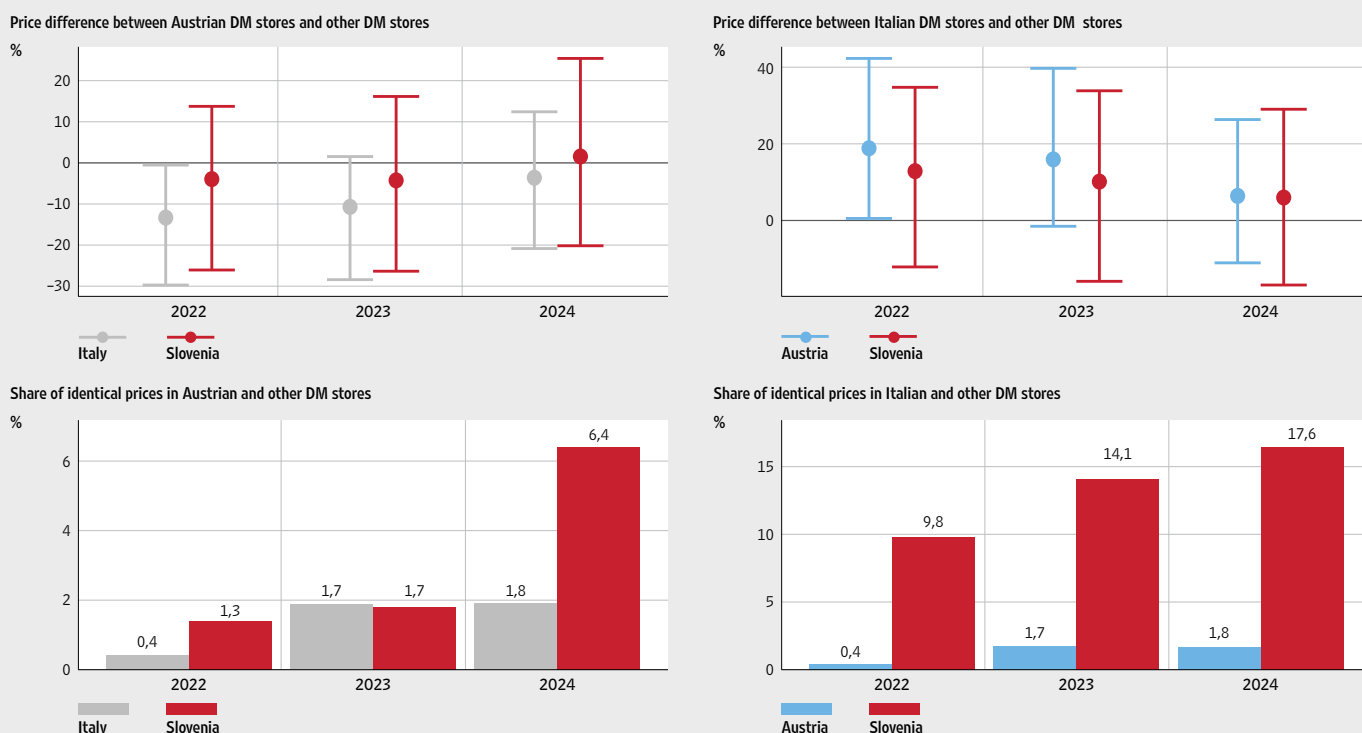 Price difference between Austrian DM stores and other DM stores
%
20
10
0
−10
−20
−30
2022 2023 2024
Italy Slovenia
Price difference between Italian DM stores and other DM stores
%
40
20
0
2022 2023 2024
Austria Slovenia
Share of identical prices in Austrian and other DM stores
%
6
4
2
0
0,4 1,3 1,7 1,7 1,8 6,4
2022 2023 2024
Italy Slovenia
Share of identical prices in Italian and other DM stores
%
15
10
5
0
0,4 9,8 1,7 14,1 1,8 17,6
2022 2023 2024
Austria Slovenia